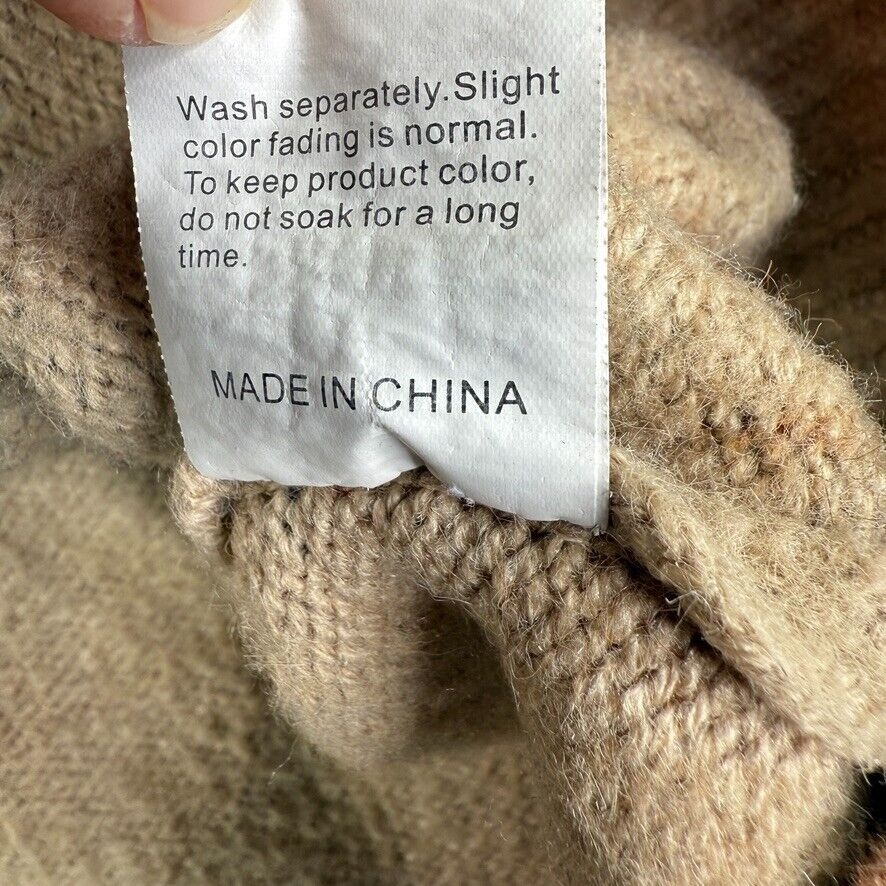 Wash separately.Slight
color fading is normal.
To keep product color,
do not soak for a long
time.
MADE IN CHINA